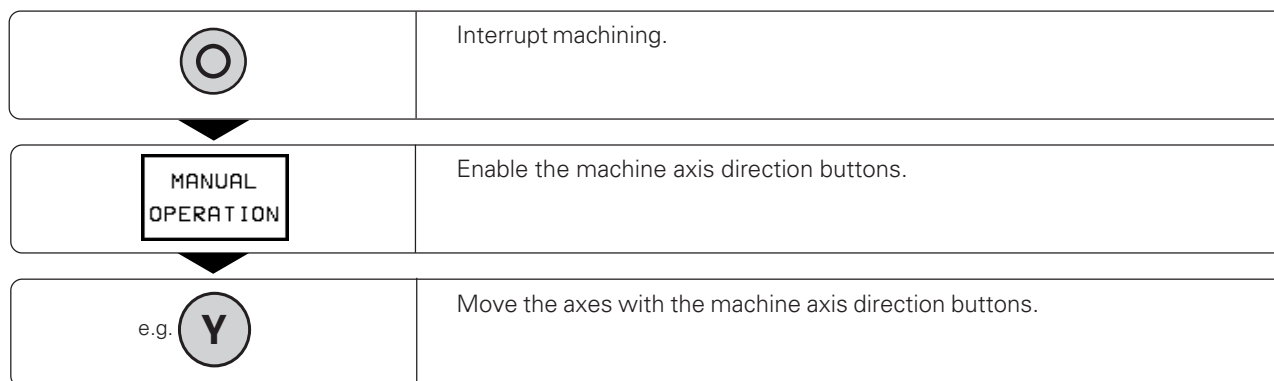 Interrupt machining.
MANUAL
OPERATION
Enable the machine axis direction buttons.
e.g. Y
Move the axes with the machine axis direction buttons.